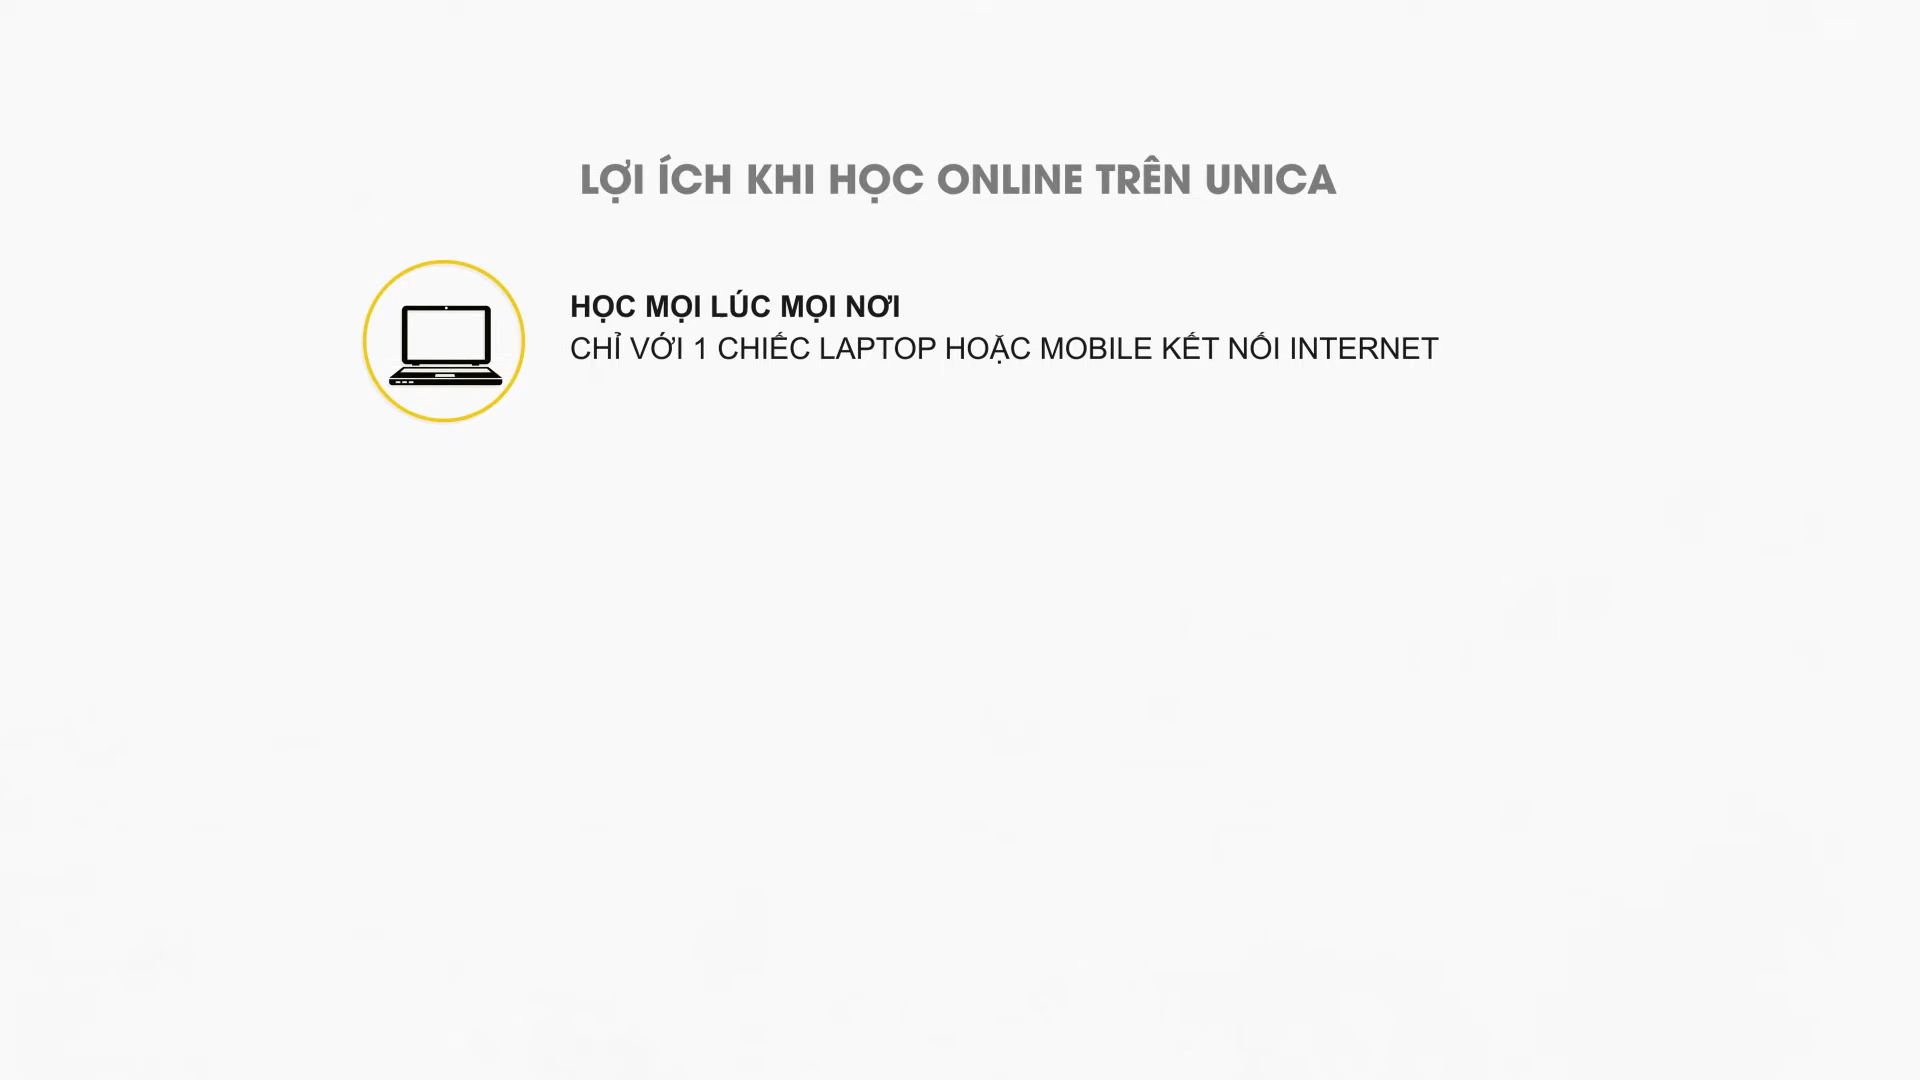 LỢI ÍCH KHI HỌC ONLINE TRÊN UNICA
HỌC MỌI LÚC MỌI NƠI
CHỈ VỚI 1 CHIẾC LAPTOP HOẶC MOBILE KẾT NỐI INTERNET